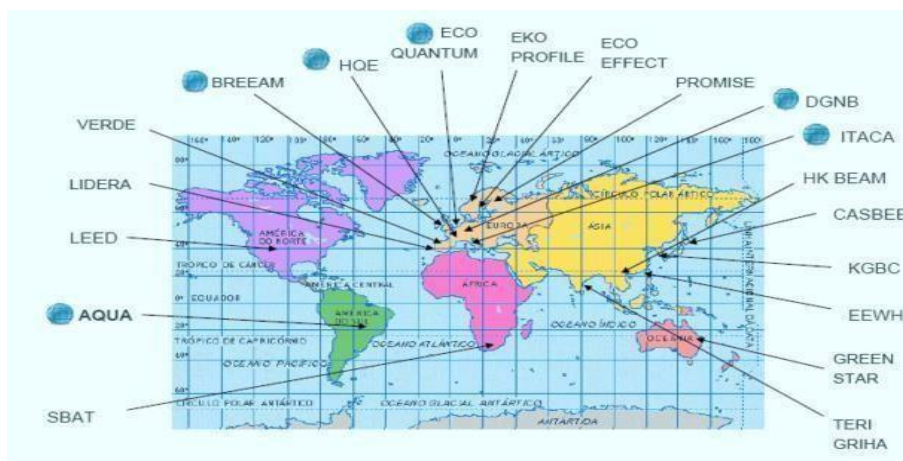 ECO
QUANTUM
EKO
PROFILE
ECO
EFFECT
HQE
BREEAM
PROMISE
DGNB
VERDE
ITACA
LIDERA
HK BEAM
LEED
CASBEE
KGBC
AQUA
EEWH
GREEN
STAR
SBAT
TERI
GRIHA
OCEANO GLACIAL ÁRTICO
CÍRCULO POLAR ÁRTICO
AMÉRICA
DO NORTE
EUROPA
ÁSIA
TRÓPICO DE CÂNCER
AMÉRICA CENTRAL
ÁFRICA
EQUADOR
AMÉRICA
DO SUL
OCEANO ÍNDICO
TRÓPICO DE CAPRICÓRNIO
OCEANO ATLÂNTICO
OCEANIA
OCEANO PACÍFICO
CÍRCULO POLAR ANTÁRTICO
OCEANO GLACIAL ANTÁRTICO
ANTÁRTIDA